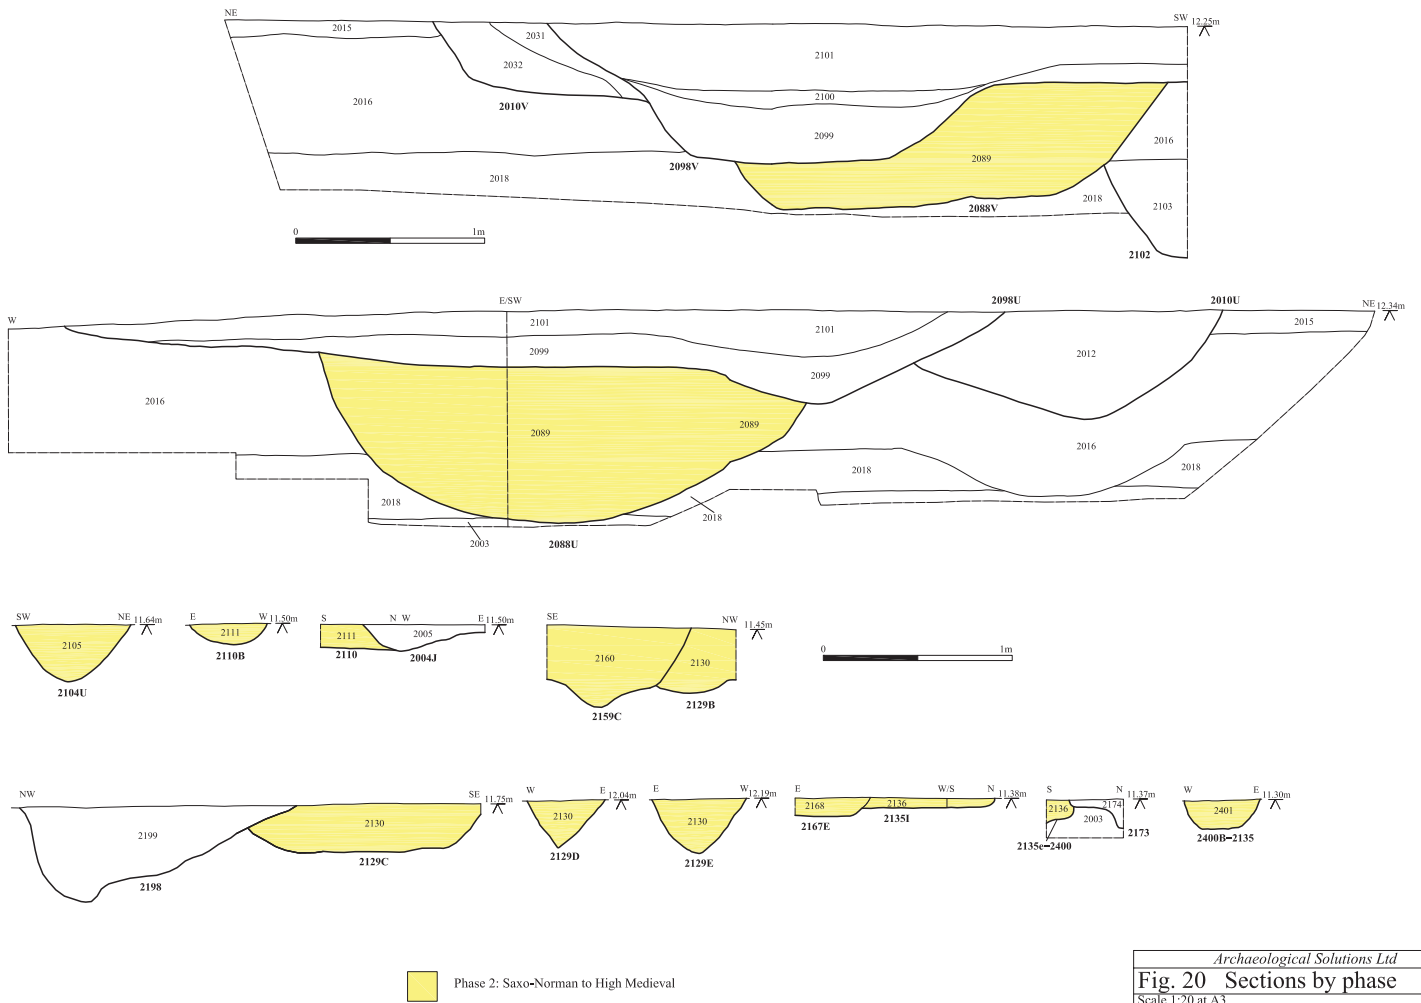 NE
SW
12.25m
2015
2031
2101
2032
2100
2016
2010V
2099
2016
2098V
2089
2018
2018
2088V
2103
0
1m
2102
E/SW
2098U
2010U
W
NE
12.34m
2101
2101
2015
2099
2012
2099
2016
2089
2089
2016
2018
2018
2018
2018
2003
2088U
SW
NE
11.64m
2105
2104U
E
W
11.50m
2111
2110B
S
N
W
E
11.50m
2111
2005
2110
2004J
SE
NW
11.45m
2160
2130
2159C
2129B
0
1m
NW
SE
11.75m
2199
2130
2129C
2198
W
E
12.04m
2130
2129D
E
W
12.19m
2130
2129E
E
W/S
N
11.38m
2168
2136
2167E
2135I
S
N
11.37m
2136
2174
2003
2173
2135e-2400
W
E
11.30m
2401
2400B-2135
Phase 2: Saxo-Norman to High Medieval
Archaeological Solutions Ltd
Fig. 20 Sections by phase
Scale 1:20 at A3